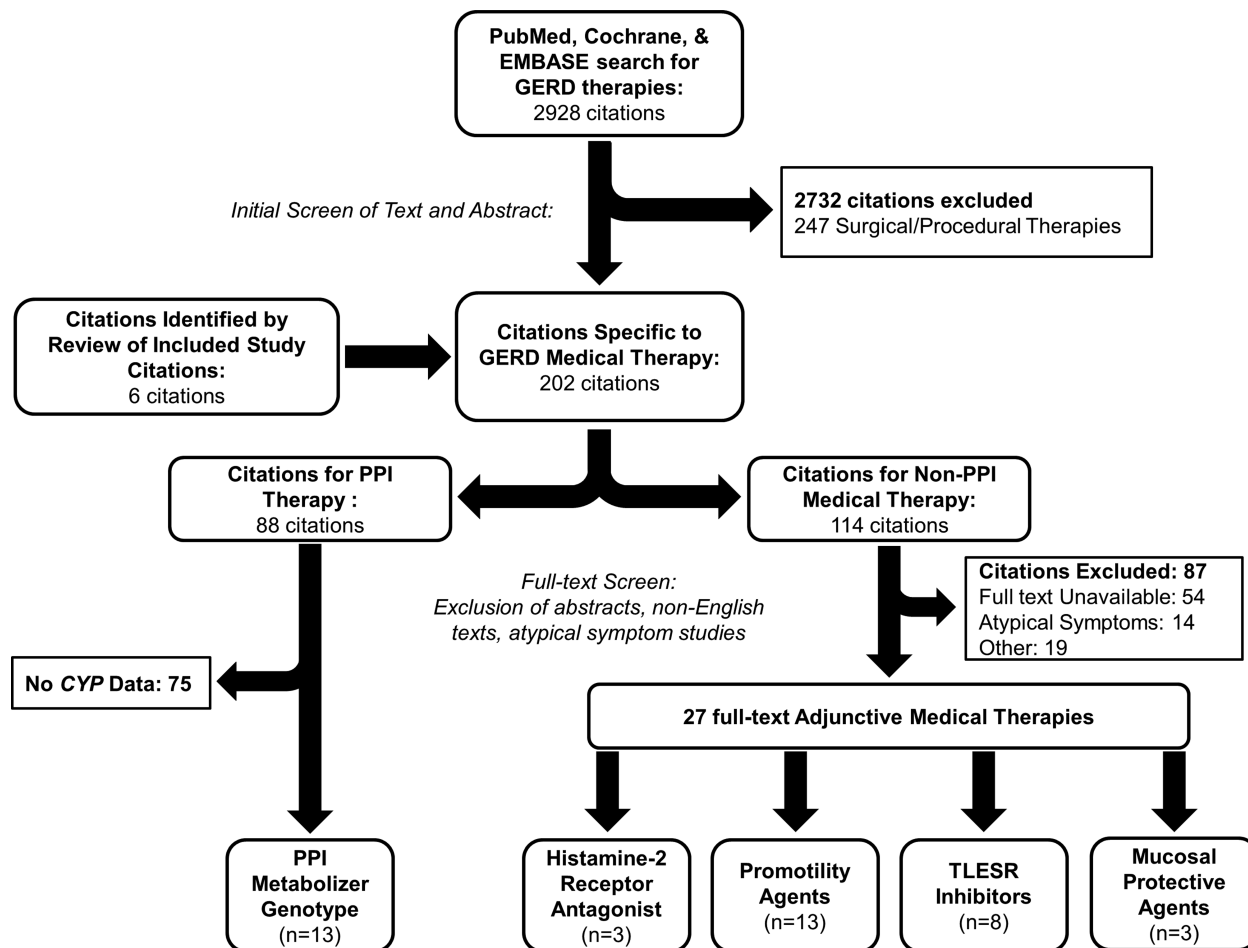 PubMed, Cochrane, &
EMBASE search for
GERD therapies:
2928 citations
Initial Screen of Text and Abstract:
2732 citations excluded
247 Surgical/Procedural Therapies
Citations Identified by
Review of Included Study
Citations:
6 citations
Citations Specific to
GERD Medical Therapy:
202 citations
Citations for PPI
Therapy :
88 citations
Citations for Non-PPI
Medical Therapy:
114 citations
Full-text Screen:
Exclusion of abstracts, non-English
texts, atypical symptom studies
Citations Excluded: 87
Full text Unavailable: 54
Atypical Symptoms: 14
Other: 19
No CYP Data: 75
27 full-text Adjunctive Medical Therapies
PPI
Metabolizer
Genotype
(n=13)
Histamine-2
Receptor
Antagonist
(n=3)
Promotility
Agents
(n=13)
TLESR
Inhibitors
(n=8)
Mucosal
Protective
Agents
(n=3)